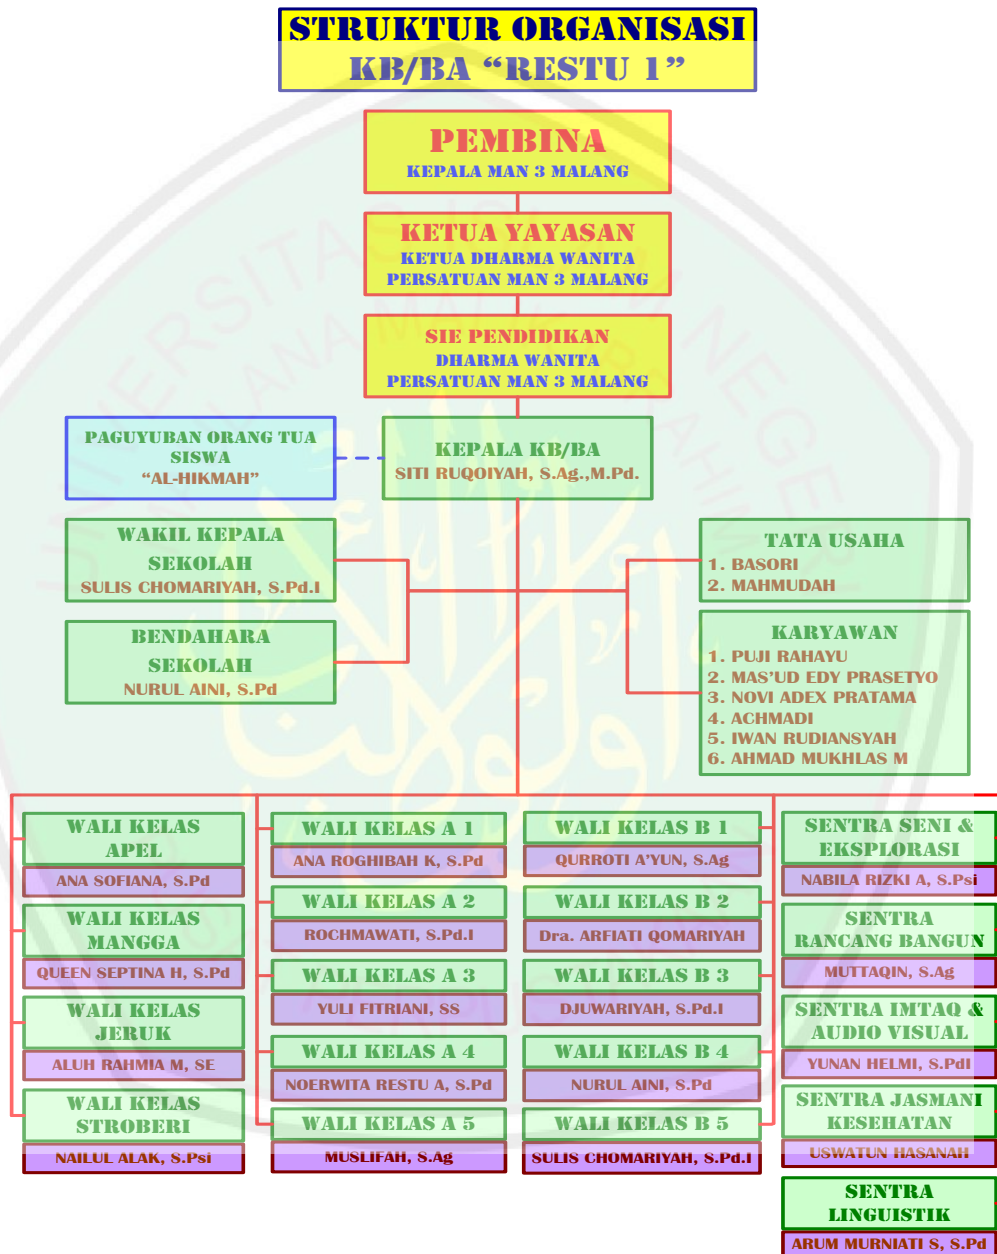 STRUKTUR ORGANISASI
KB/BA “RESTU 1”
PEMBINA
KEPALA MAN 3 MALANG
KETUA YAYASAN
KETUA DHARMA WANITA
PERSATUAN MAN 3 MALANG
SIE PENDIDIKAN
DHARMA WANITA
PERSATUAN MAN 3 MALANG
PAGUYUBAN ORANG TUA
SISWA
“AL-HIKMAH”
KEPALA KB/BA
SITI RUQOIYAH, S.Ag.,M.Pd.
WAKIL KEPALA
SEKOLAH
SULIS CHOMARIYAH, S.Pd.I
BENDAHARA
SEKOLAH
NURUL AINI, S.Pd
TATA USAHA
1. BASORI
2. MAHMUDAH
KARYAWAN
1. PUJI RAHAYU
2. MAS’UD EDY PRASETYO
3. NOVI ADEX PRATAMA
4. ACHMADI
5. IWAN RUDIANSYAH
6. AHMAD MUKHLAS M
WALI KELAS
APEL
ANA SOFIANA, S.Pd
WALI KELAS
MANGGA
QUEEN SEPTINA H, S.Pd
WALI KELAS
JERUK
ALUH RAHMIA M, SE
WALI KELAS
STROBERI
NAILUL ALAK, S.Psi
WALI KELAS A 1
ANA ROGHIBAH K, S.Pd
WALI KELAS A 2
ROCHMAWATI, S.Pd.I
WALI KELAS A 3
YULI FITRIANI, SS
WALI KELAS A 4
NOERWITA RESTU A, S.Pd
WALI KELAS A 5
MUSLIFAH, S.Ag
WALI KELAS B 1
QURROTI A’YUN, S.Ag
WALI KELAS B 2
Dra. ARFIATI QOMARIYAH
WALI KELAS B 3
DJUWARIYAH, S.Pd.I
WALI KELAS B 4
NURUL AINI, S.Pd
WALI KELAS B 5
SULIS CHOMARIYAH, S.Pd.I
SENTRA SENI &
EKSPLORASI
NABILA RIZKI A, S.Psi
SENTRA
RANCANG BANGUN
MUTTAQIN, S.Ag
SENTRA IMTAQ &
AUDIO VISUAL
YUNAN HELMI, S.PdI
SENTRA JASMANI
KESEHATAN
USWATUN HASANAH
SENTRA
LINGUISTIK
ARUM MURNIATI S, S.Pd